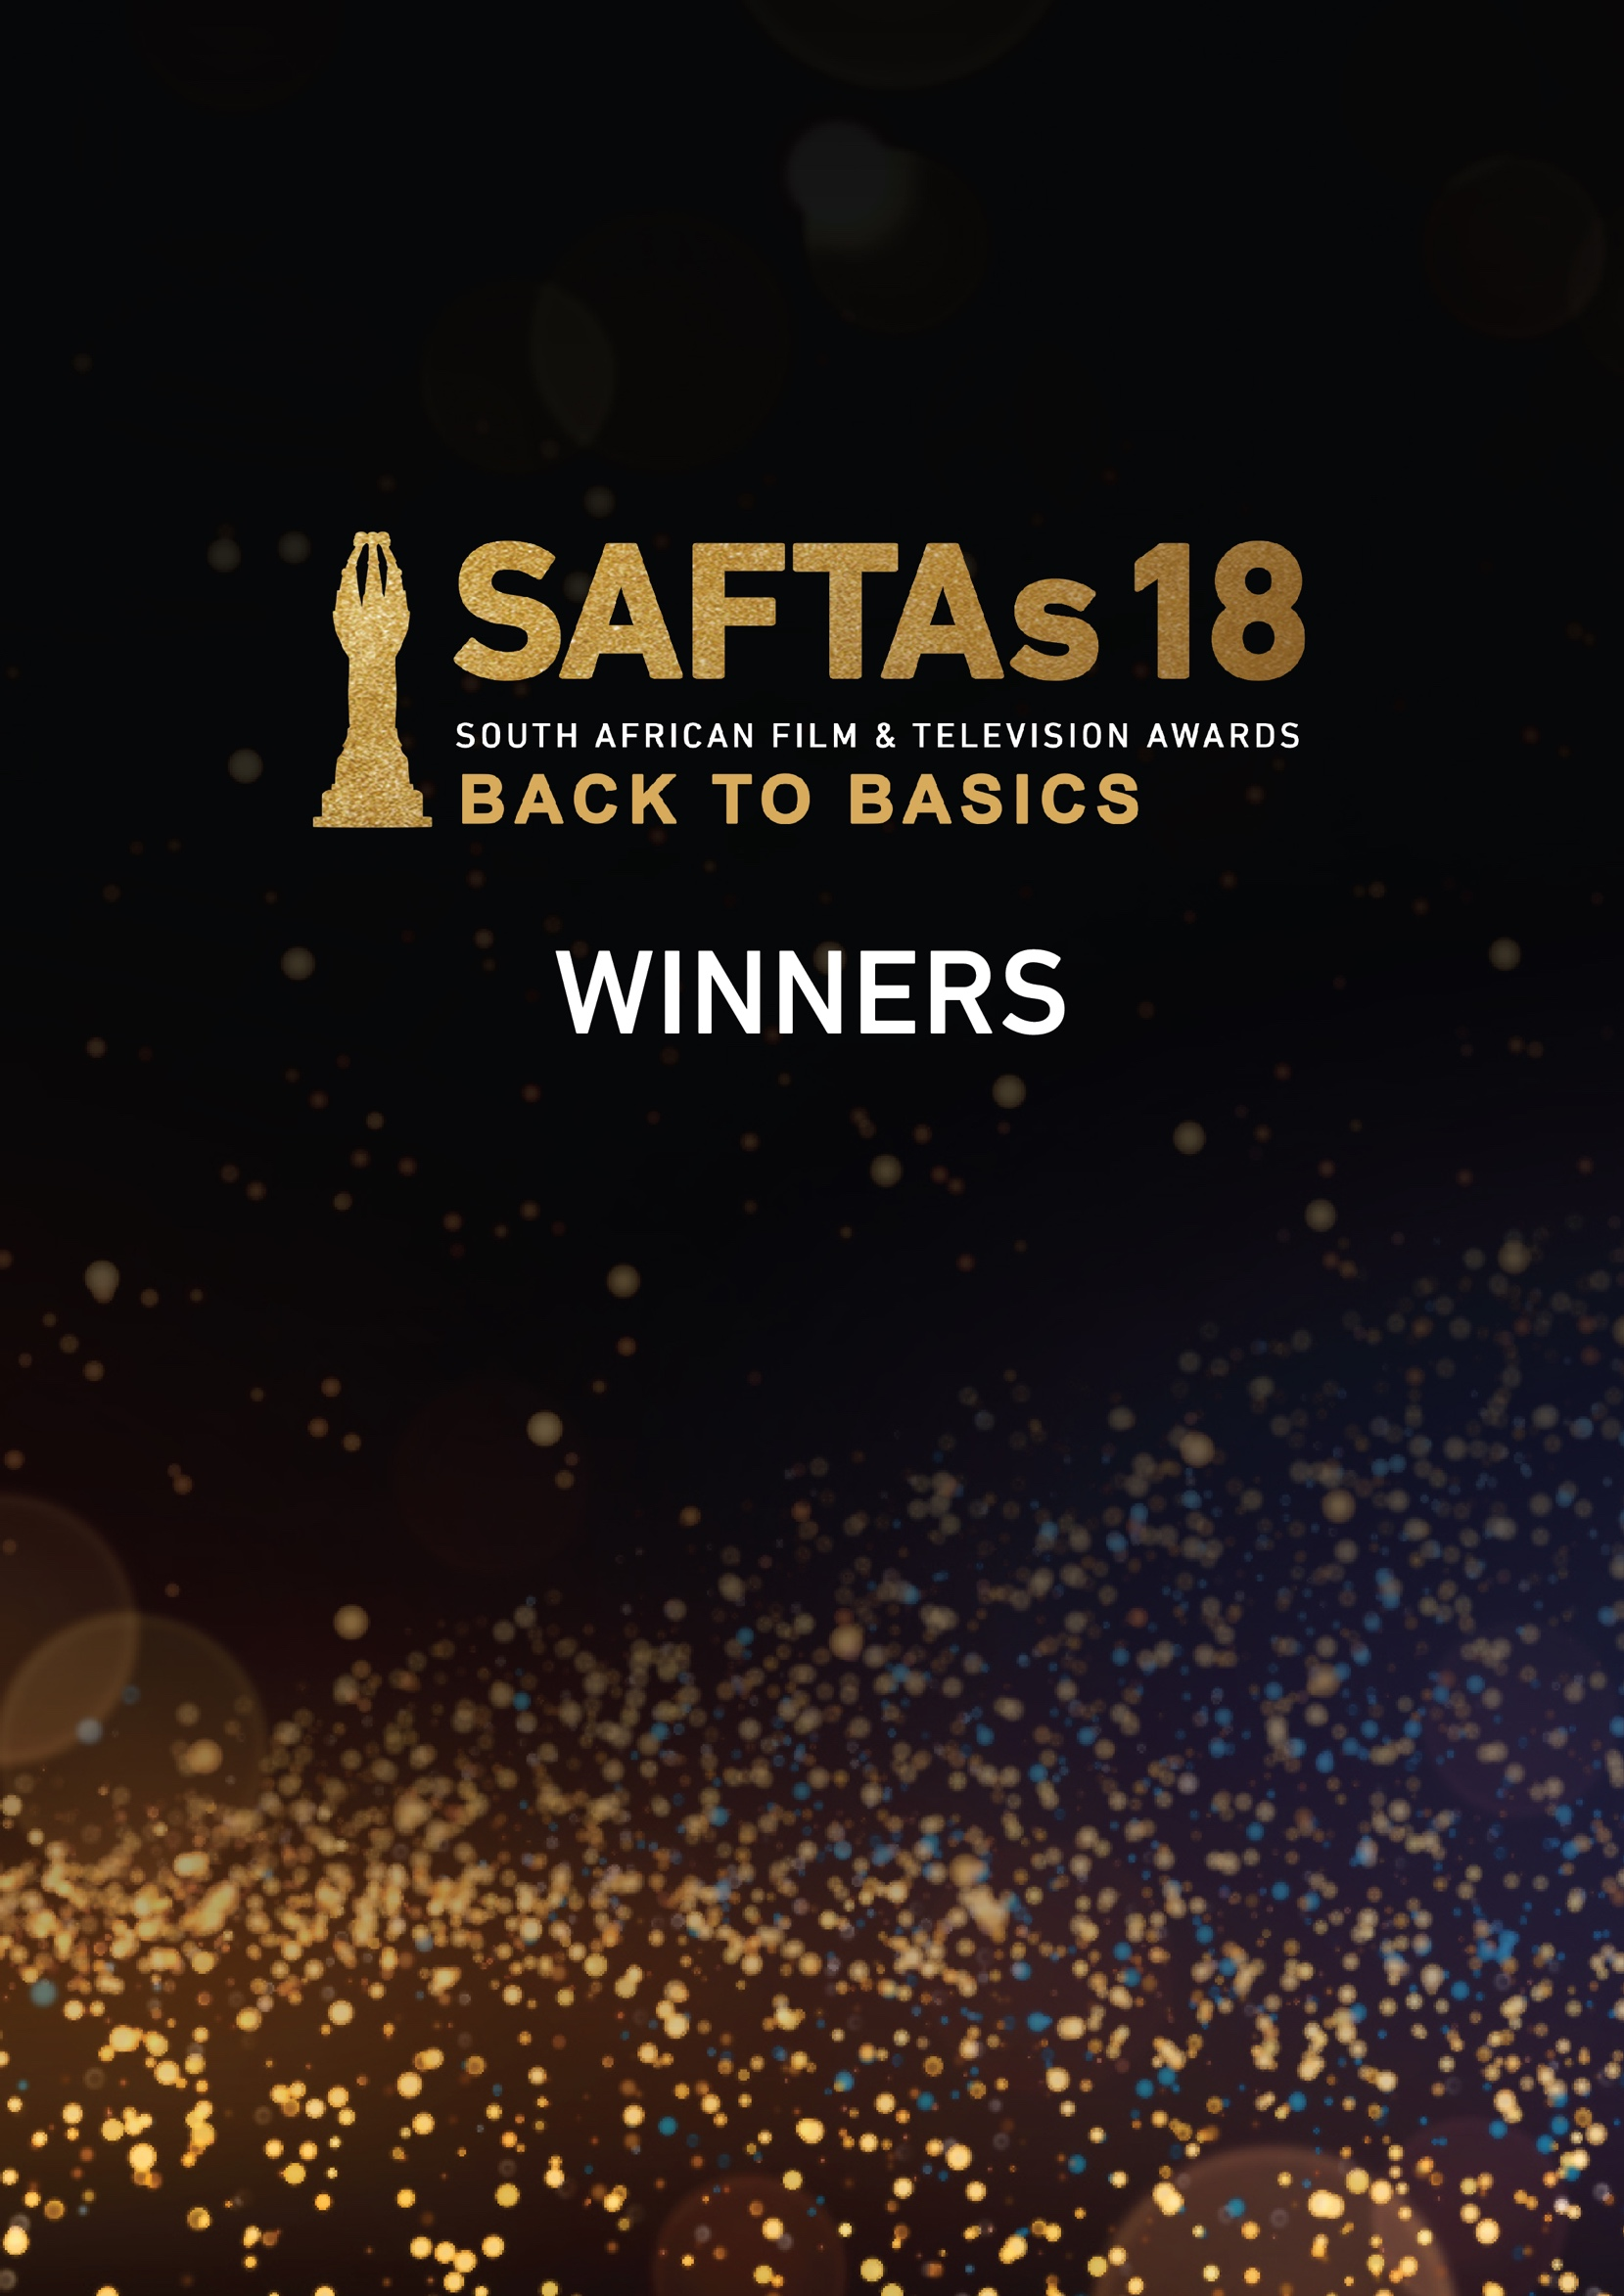 SAFTAs 18
SOUTH AFRICAN FILM & TELEVISION AWARDS
BACK TO BASICS
WINNERS